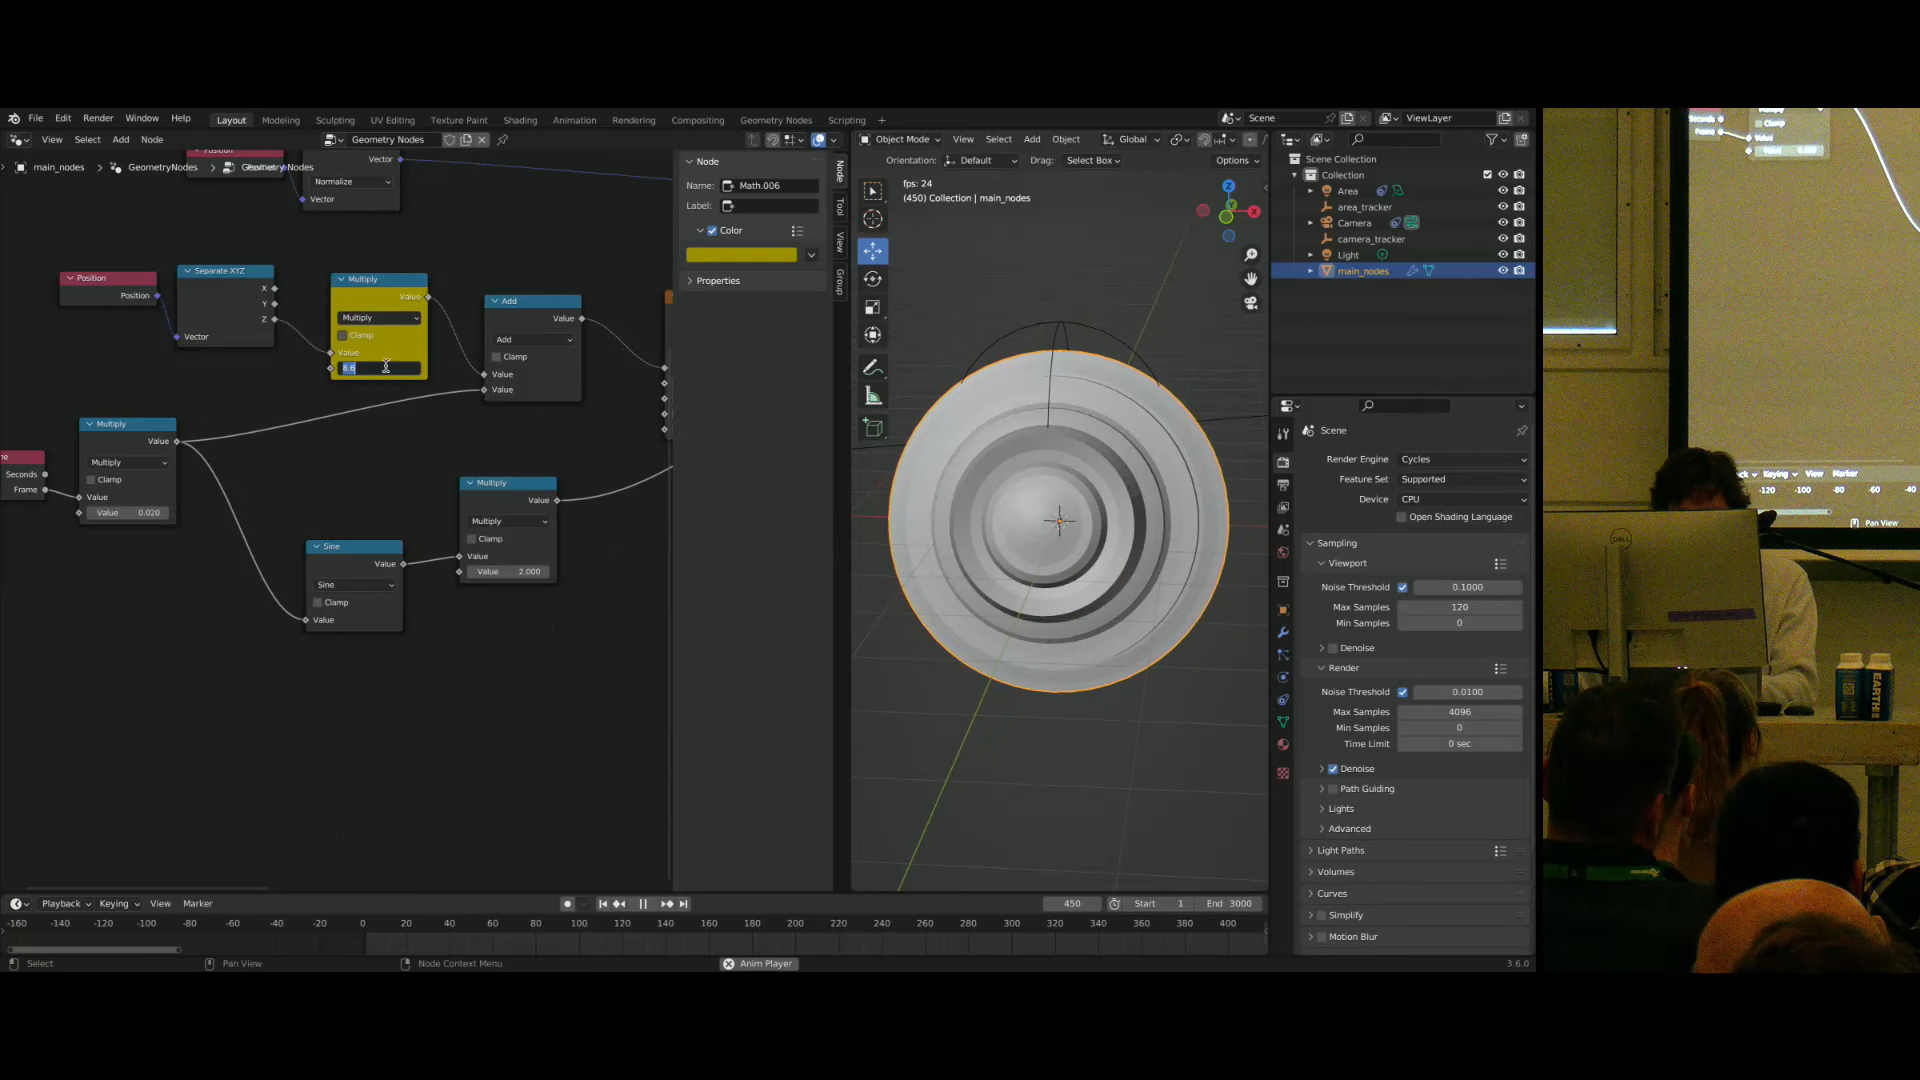 File Edit Render Window Help
Layout Modeling Sculpting UV Editing Texture Paint Shading Animation Rendering Compositing Geometry Nodes Scripting +
Scene
ViewLayer
View Select Add Node
Geometry Nodes
Object Mode View Select Add Object Global
Orientation: Default Drag: Select Box Options
main_nodes > GeometryNodes >
Vector
Normalize
Vector
Position
Position
Separate XYZ
X
Y
Z
Vector
Multiply
Value
Multiply
Clamp
Value
Add
Value
Add
Clamp
Value
Value
Seconds
Frame
Multiply
Value
Multiply
Clamp
Value
Value 0.020
Sine
Value
Sine
Clamp
Value
Multiply
Value
Multiply
Clamp
Value
Value 2.000
Node
Name: Math.006
Label:
Color
Properties
Node
Tool
View
Group
fps: 24
(450) Collection | main_nodes
Z
X
Scene Collection
Collection
Area
area_tracker
Camera
camera_tracker
Light
main_nodes
Scene
Render Engine Cycles
Feature Set Supported
Device CPU
Open Shading Language
Sampling
Viewport
Noise Threshold 0.1000
Max Samples 120
Min Samples 0
Denoise
Render
Noise Threshold 0.0100
Max Samples 4096
Min Samples 0
Time Limit 0 sec
Denoise
Path Guiding
Lights
Advanced
Light Paths
Volumes
Curves
Simplify
Motion Blur
Playback Keying View Marker
450 Start 1 End 3000
-160 -140 -120 -100 -80 -60 -40 -20 0 20 40 60 80 100 120 140 160 180 200 220 240 260 280 300 320 340 360 380 400
Select Pan View Node Context Menu Anim Player 3.6.0
Seconds
Frame
Clamp
Value
Value
Keying View Marker
-120 -100 -80 -60 -40
Pan View
DELL